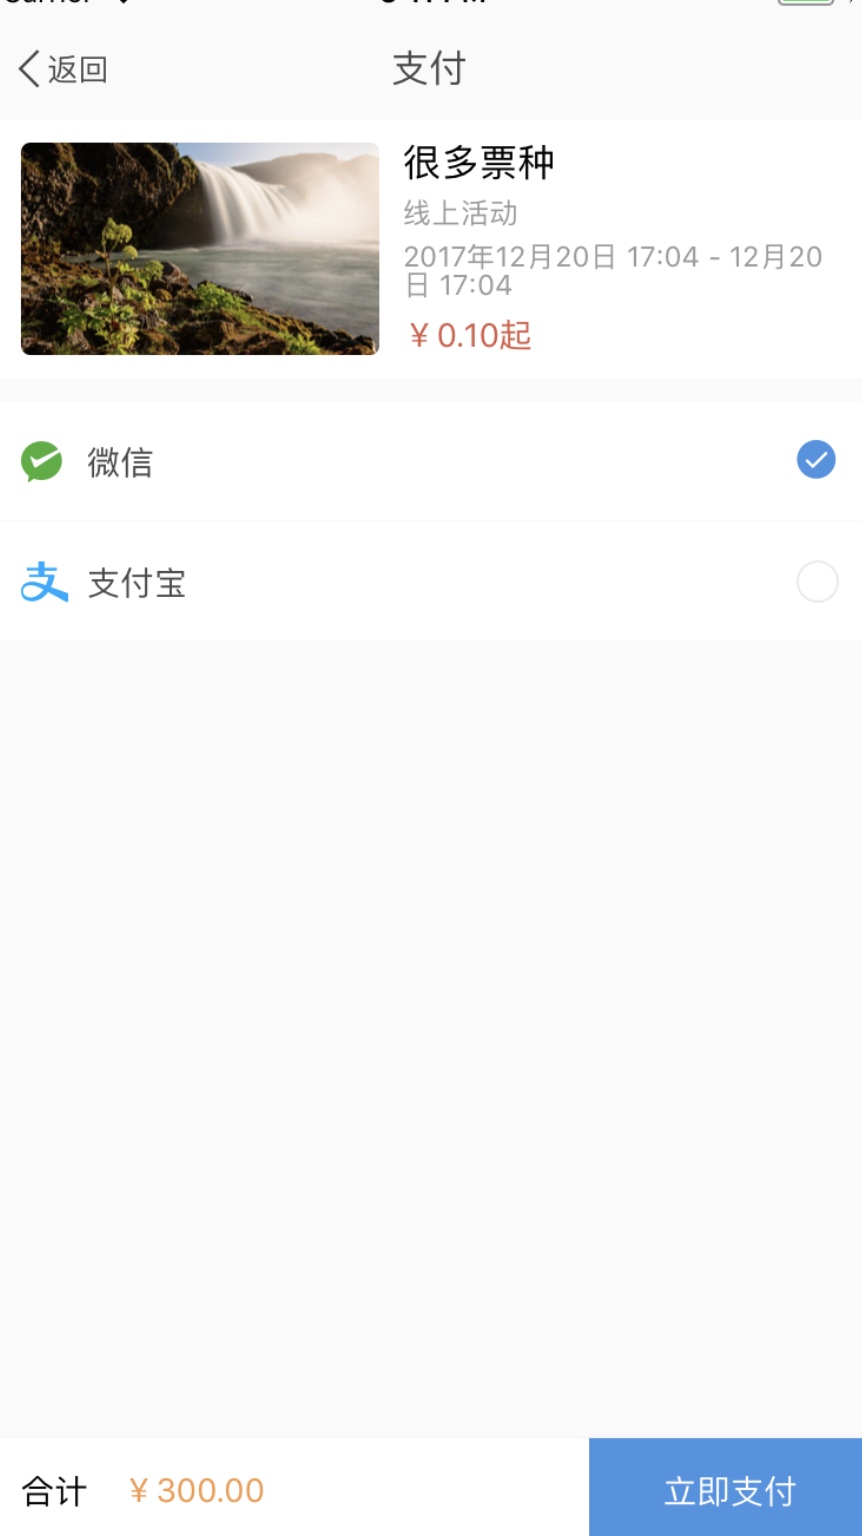 返回
支付
很多票种
线上活动
2017年12月20日 17:04 - 12月20
日 17:04
¥ 0.10起
微信
支付宝
合计 ¥ 300.00
立即支付